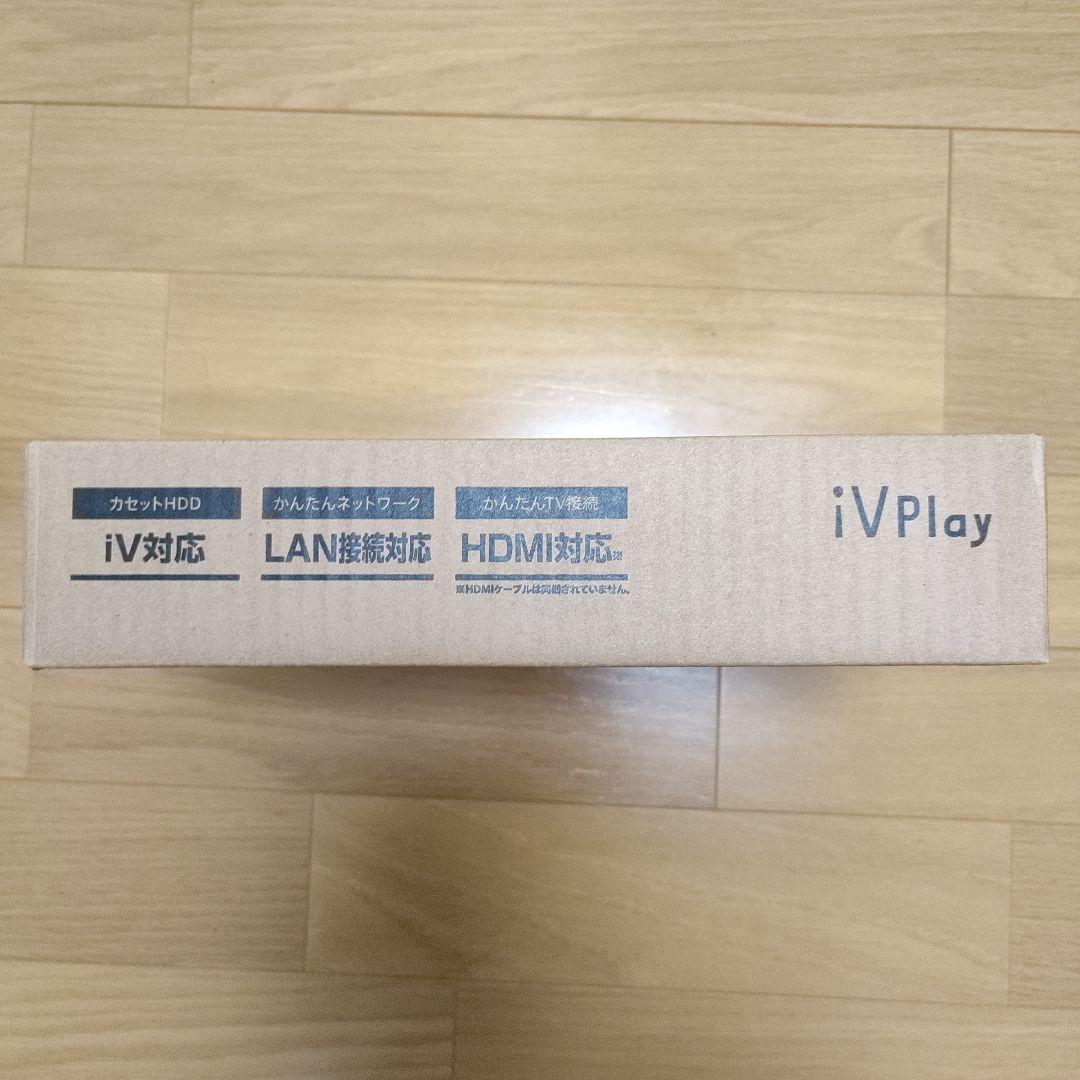 カセットHDD
iV対応
かんたんネットワーク
LAN接続対応
かんたんTV接続
HDMI対応※
※HDMIケーブルは同梱されていません。
iVPlay